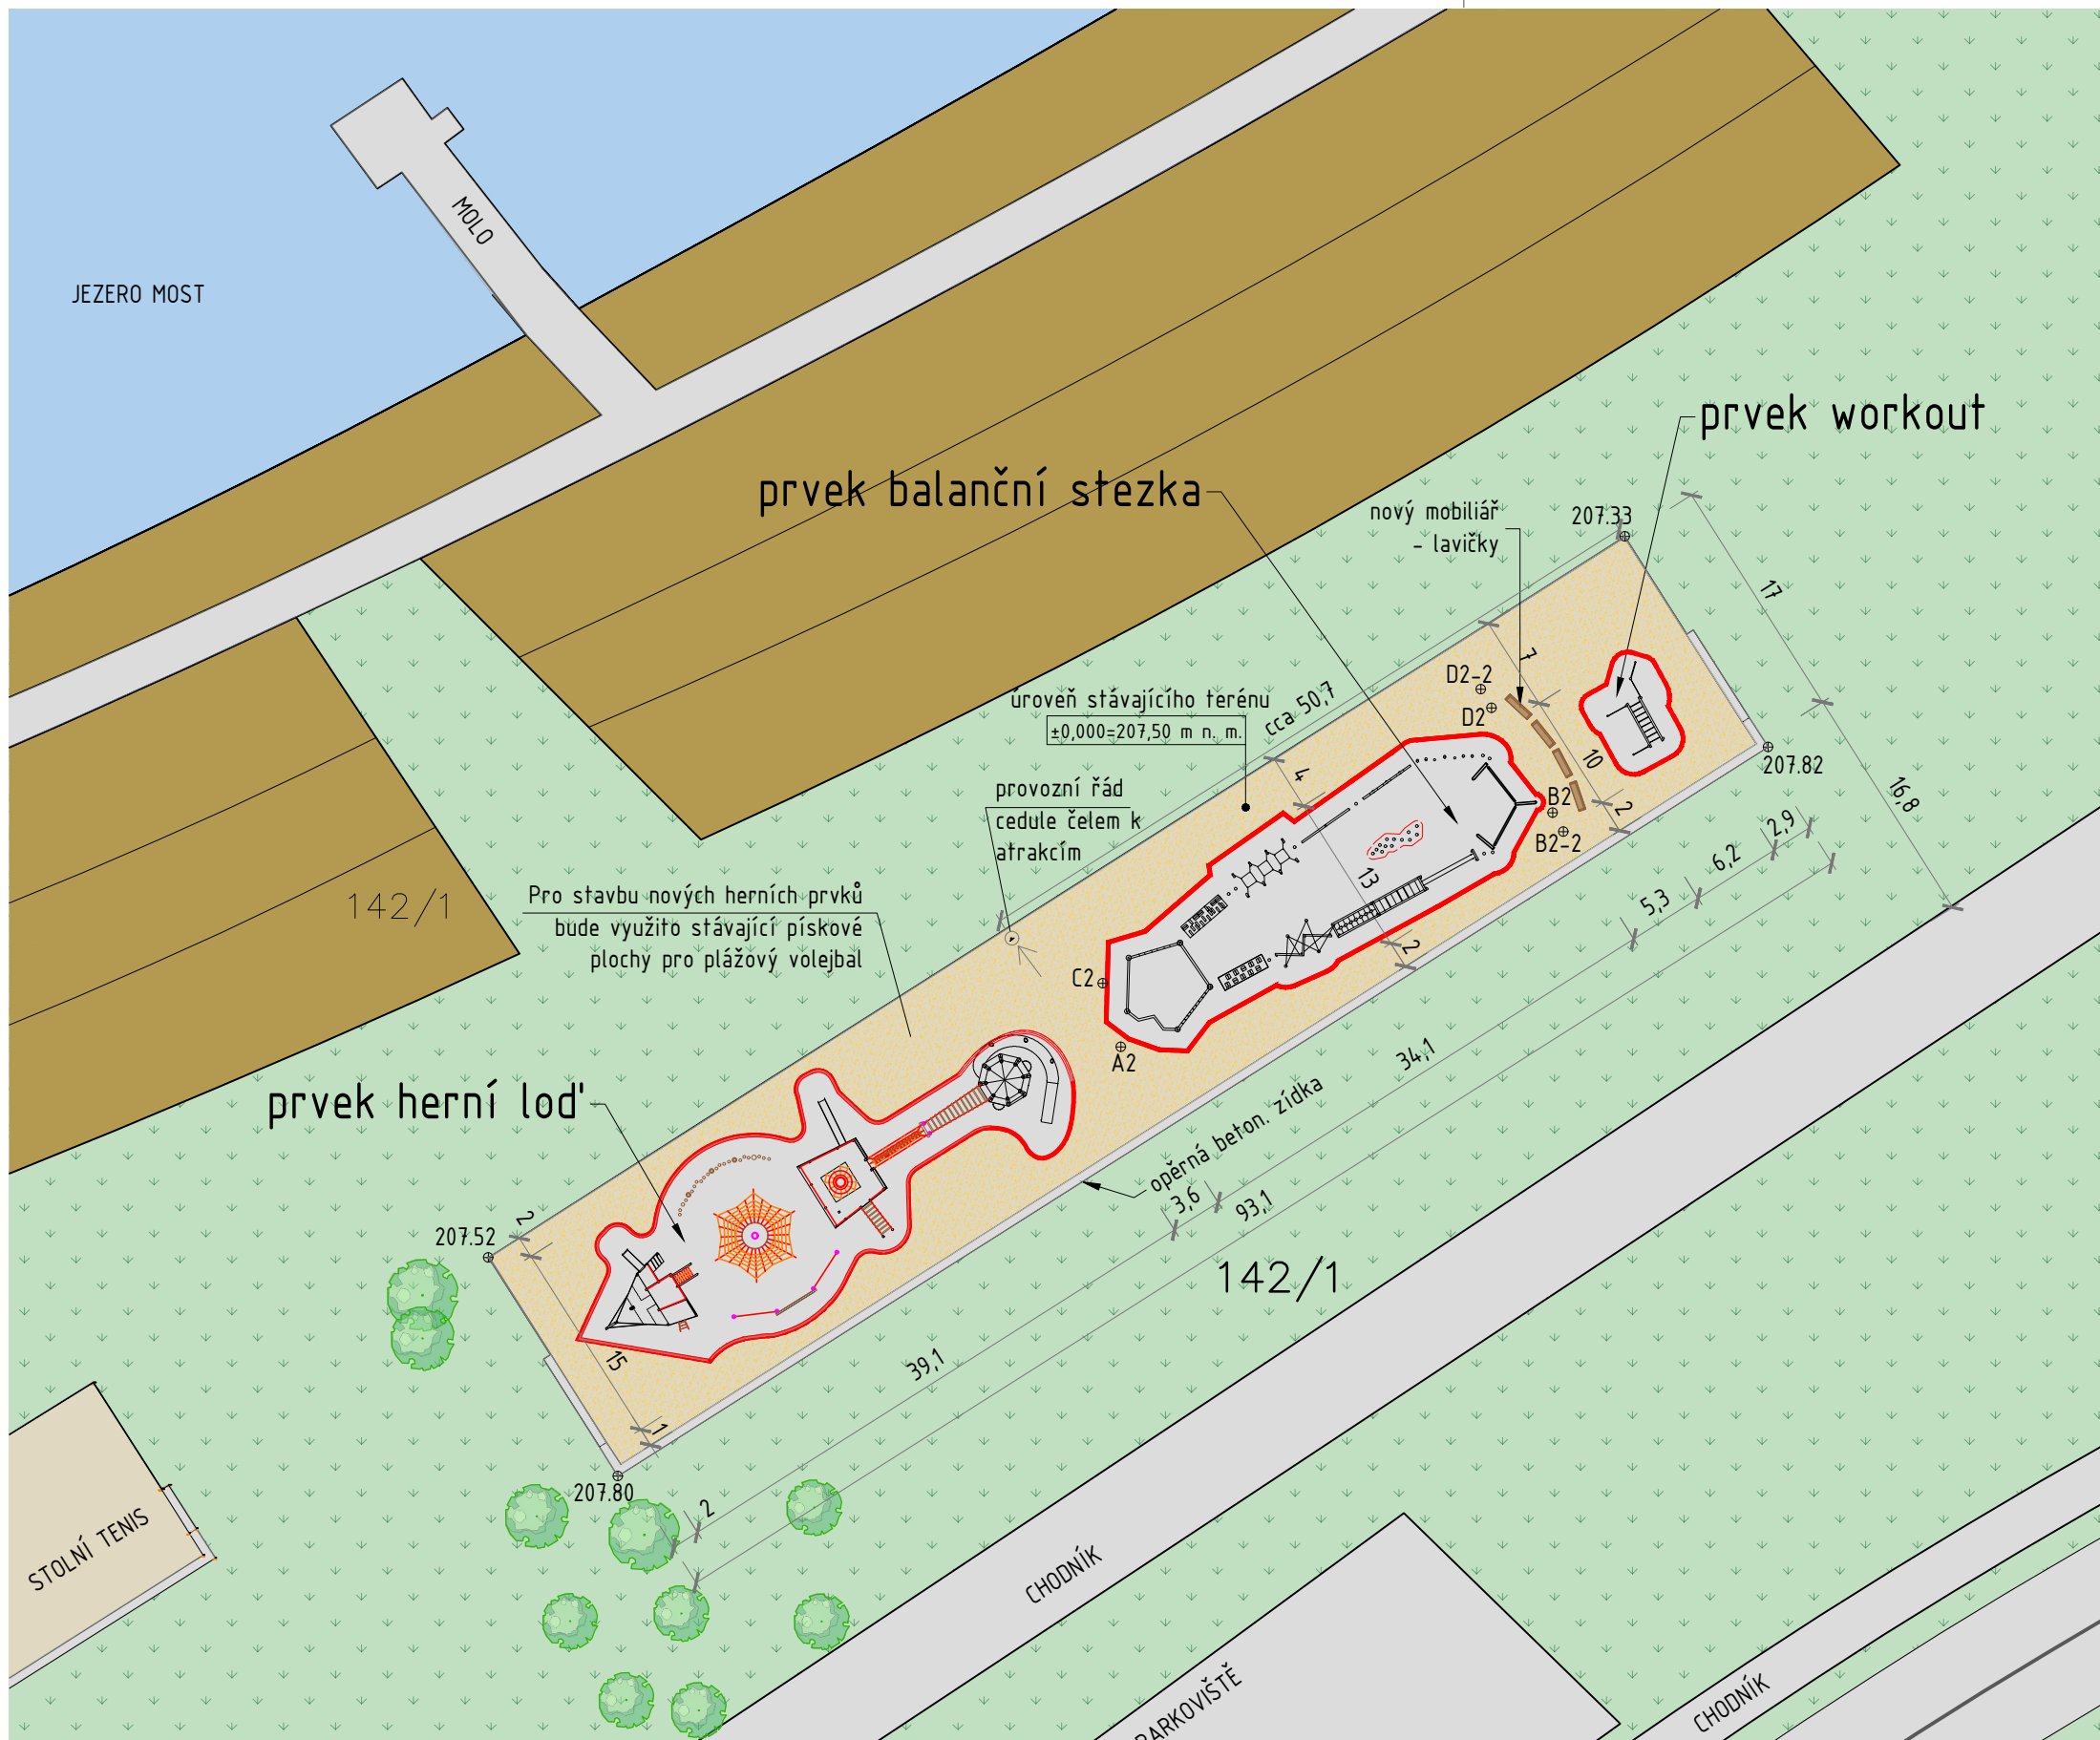 MOLO
JEZERO MOST
prvek workout
prvek balanční stezka
nový mobiliář
- lavičky
207.33
17
7
D2-2
D2
úroveň stávajícího terénu
±0,000=207,50 m n. m.
cca 50,7
4
10
207.82
provozní řád
cedule čelem k
atrakcím
B2
2
B2-2
16,8
2,9
6,2
5,3
13
2
142/1
Pro stavbu nových herních prvků
bude využito stávající pískové
plochy pro plážový volejbal
C2
A2
34,1
prvek herní loď
opěrná beton. zídka
3,6
93,1
207.52
2
142/1
15
39,1
1
207.80
2
STOLNÍ TENIS
CHODNÍK
PARKOVIŠTĚ
CHODNÍK